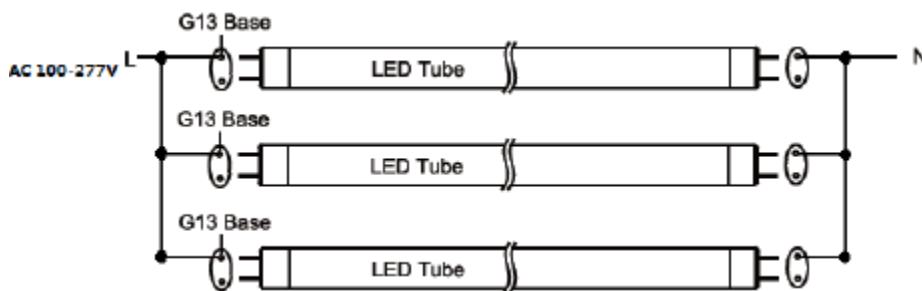 G13 Base
AC 100-277V L
LED Tube
N
G13 Base
LED Tube
G13 Base
LED Tube